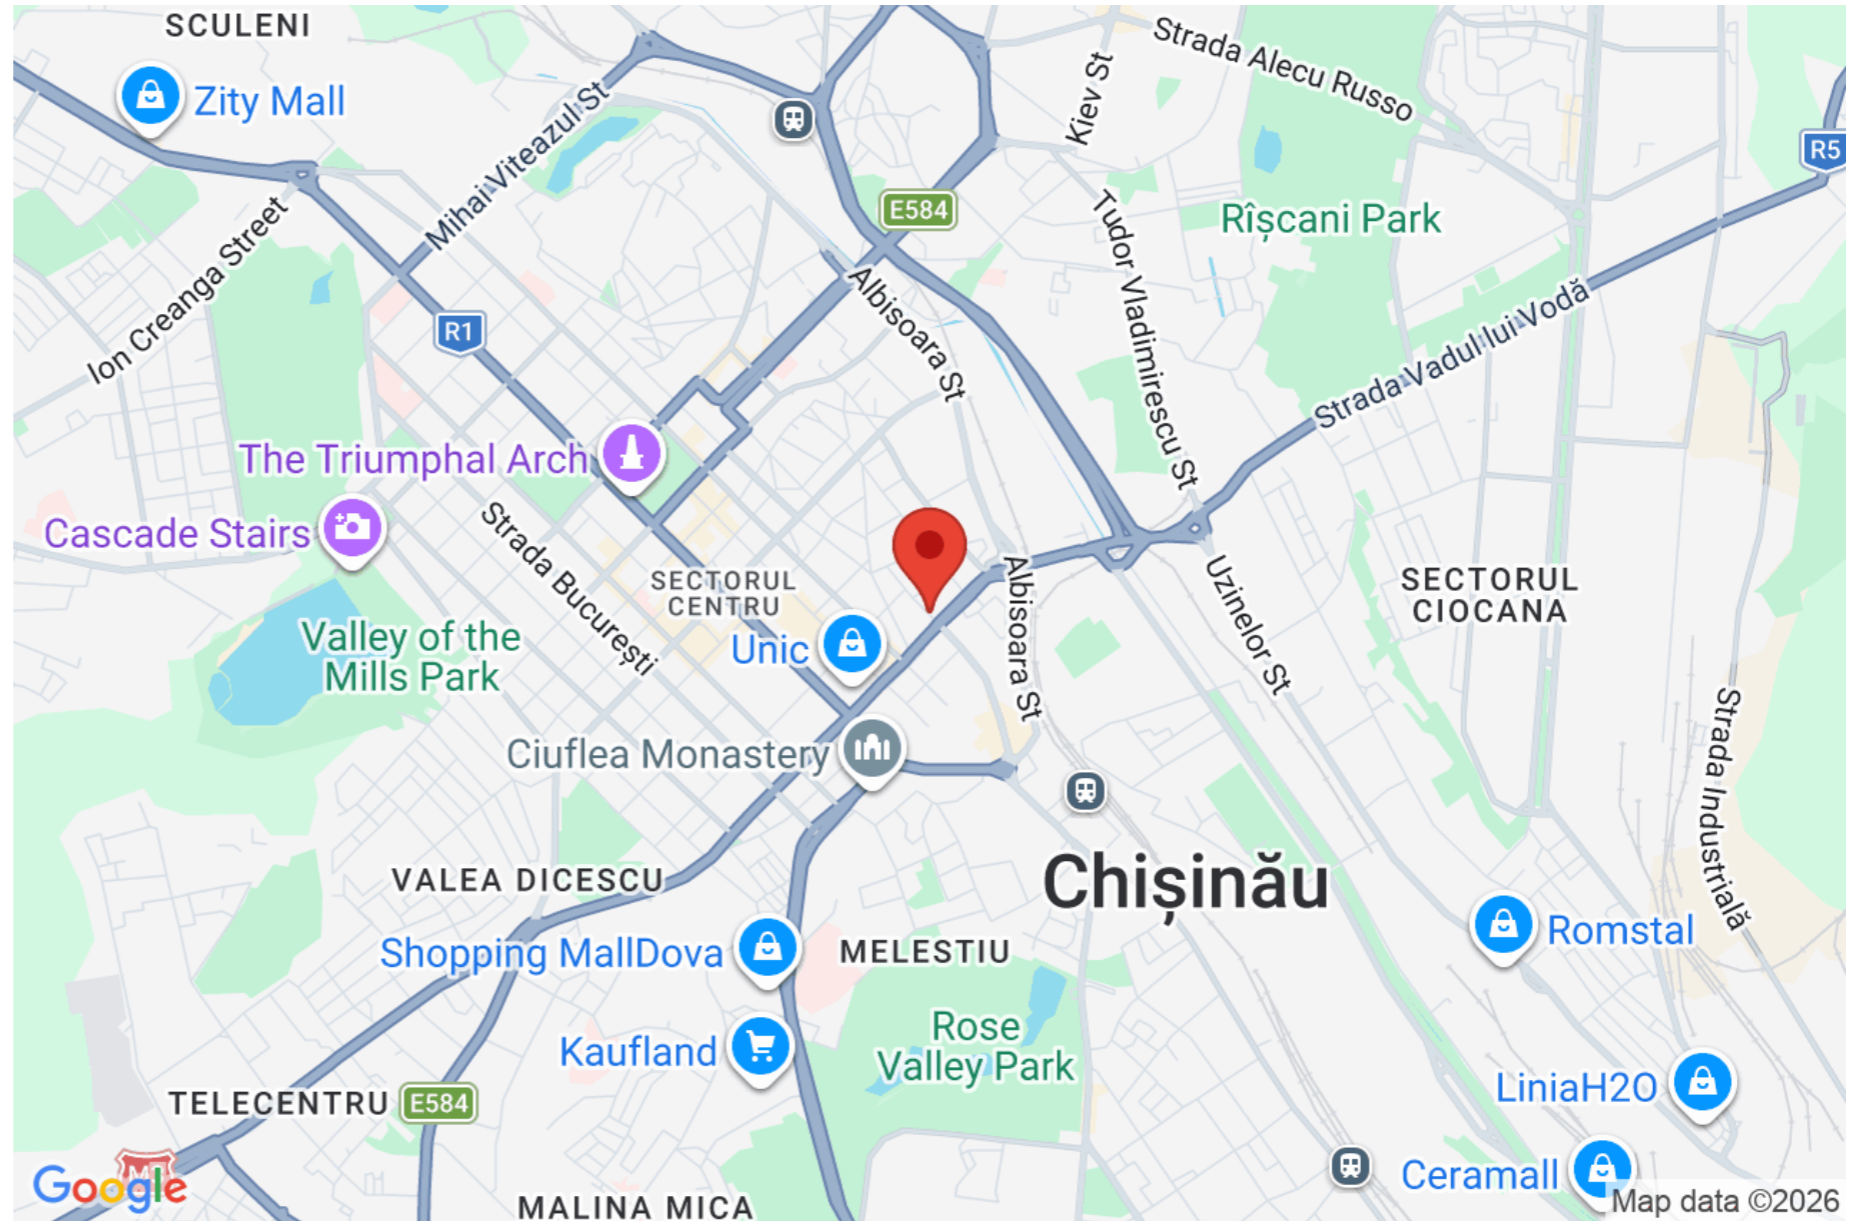 SCULENI
Zity Mall
Mihai Viteazul St
Strada Alecu Russo
Kiev St
R5
E584
Rîșcani Park
Tudor Vladimirescu St
Ion Creanga Street
Albisoara St
R1
Strada Vadul lui Vodă
The Triumphal Arch
Cascade Stairs
Strada București
SECTORUL
CENTRU
Albisoara St
Uzinelor St
SECTORUL
CIOCANA
Valley of the
Mills Park
Unic
Ciuflea Monastery
Strada Industrială
VALEA DICESCU
Chișinău
Shopping MallDova
MELESTIU
Romstal
Rose
Valley Park
Kaufland
TELECENTRU
E584
LiniaH2O
Ceramall
Google
MALINA MICA
Map data ©2026